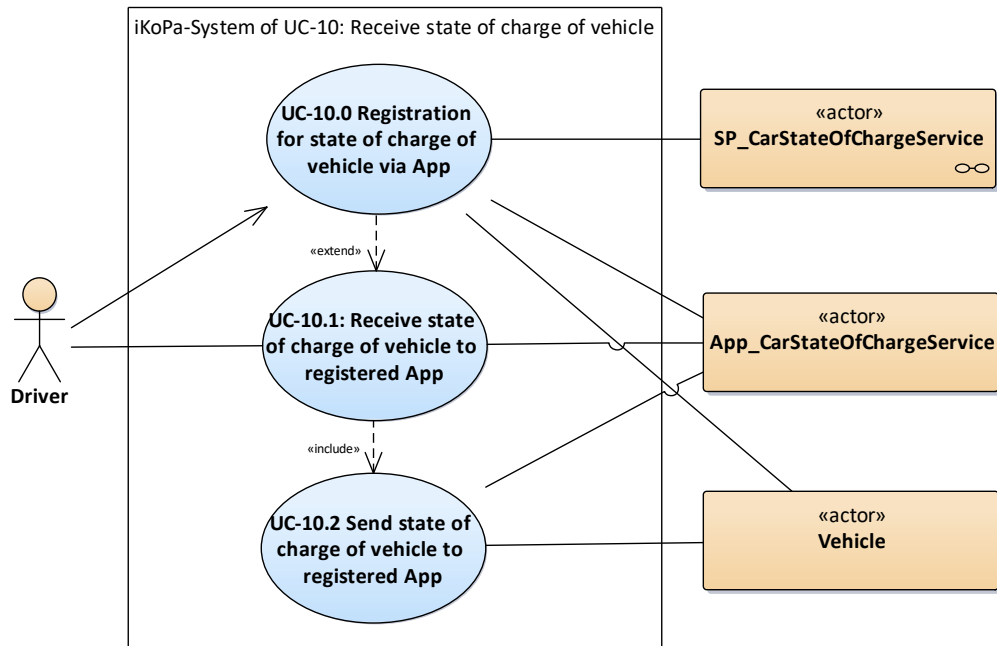 iKoPa-System of UC-10: Receive state of charge of vehicle
UC-10.0 Registration
for state of charge of
vehicle via App
«actor»
SP_CarStateOfChargeService
«extend»
Driver
UC-10.1: Receive state
of charge of vehicle to
registered App
«actor»
App_CarStateOfChargeService
«include»
UC-10.2 Send state of
charge of vehicle to
registered App
«actor»
Vehicle